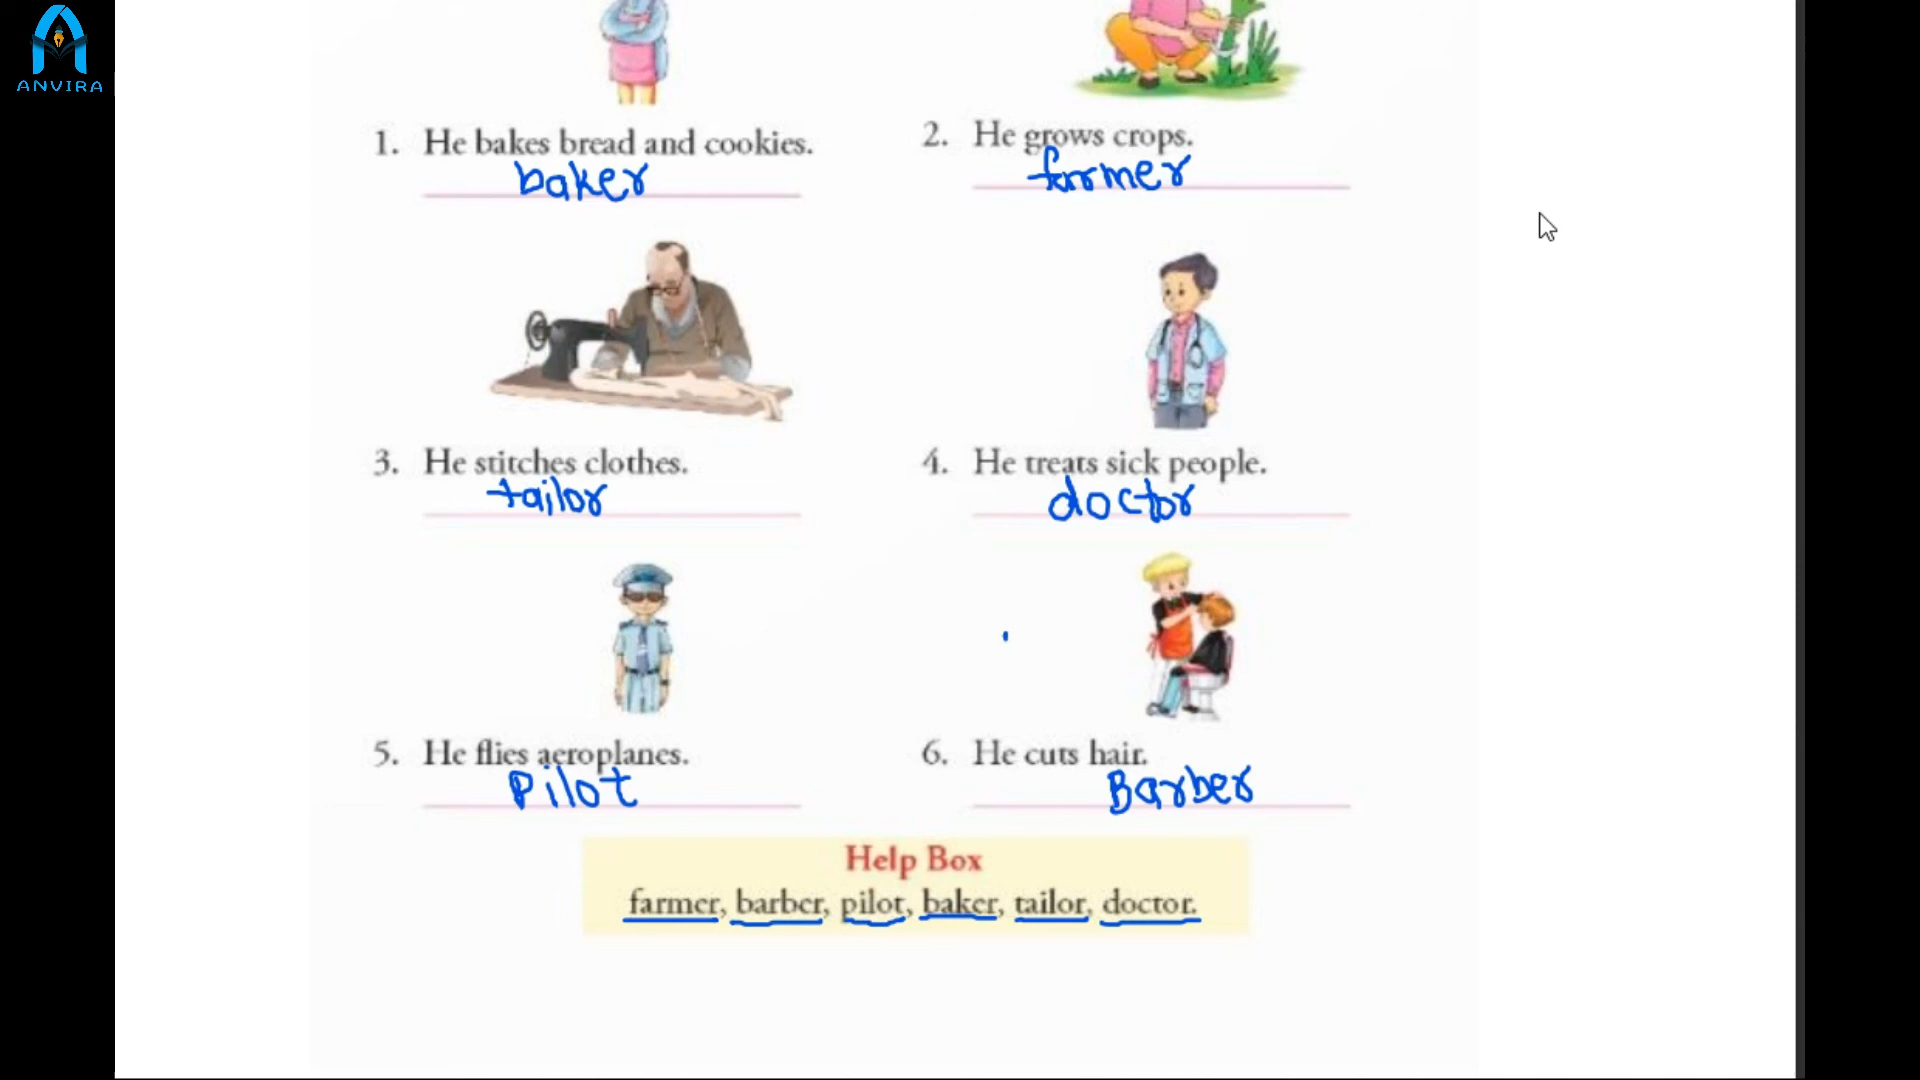 ANVIRA
1. He bakes bread and cookies.
baker
2. He grows crops.
farmer
3. He stitches clothes.
tailor
4. He treats sick people.
doctor
5. He flies aeroplanes.
Pilot
6. He cuts hair.
Barber
Help Box
farmer, barber, pilot, baker, tailor, doctor.